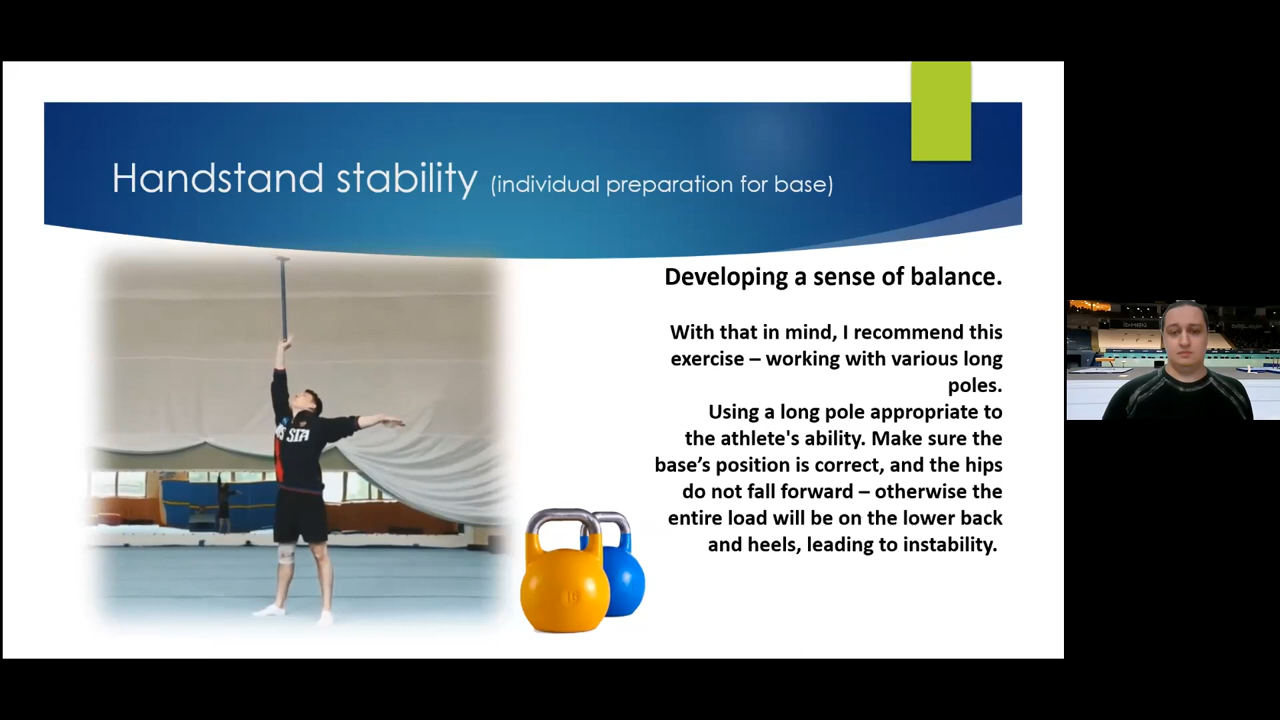 Handstand stability (individual preparation for base)
Developing a sense of balance.
With that in mind, I recommend this
exercise – working with various long
poles.
Using a long pole appropriate to
the athlete's ability. Make sure the
base’s position is correct, and the hips
do not fall forward – otherwise the
entire load will be on the lower back
and heels, leading to instability.
16